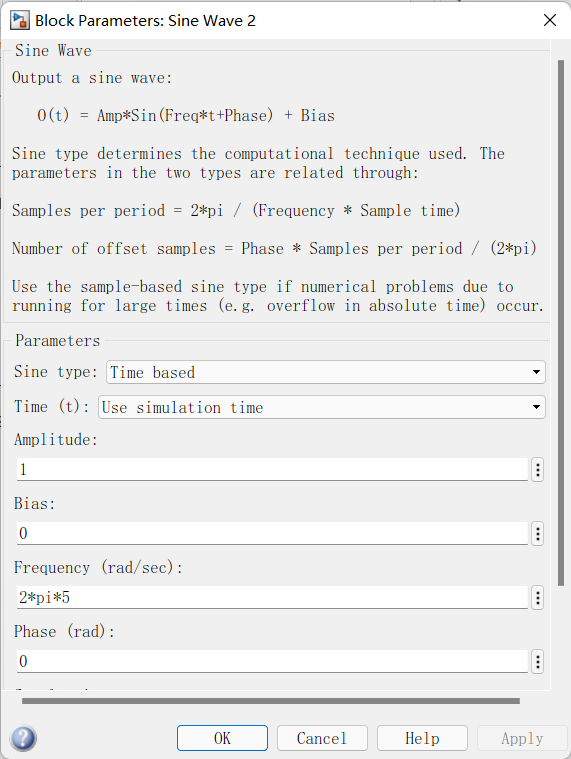 Block Parameters: Sine Wave 2
Sine Wave
Output a sine wave:
O(t) = Amp*Sin(Freq*t+Phase) + Bias
Sine type determines the computational technique used. The
parameters in the two types are related through:
Samples per period = 2*pi / (Frequency * Sample time)
Number of offset samples = Phase * Samples per period / (2*pi)
Use the sample-based sine type if numerical problems due to
running for large times (e.g. overflow in absolute time) occur.
Parameters
Sine type: Time based
Time (t): Use simulation time
Amplitude:
1
Bias:
0
Frequency (rad/sec):
2*pi*5
Phase (rad):
0
? OK Cancel Help Apply